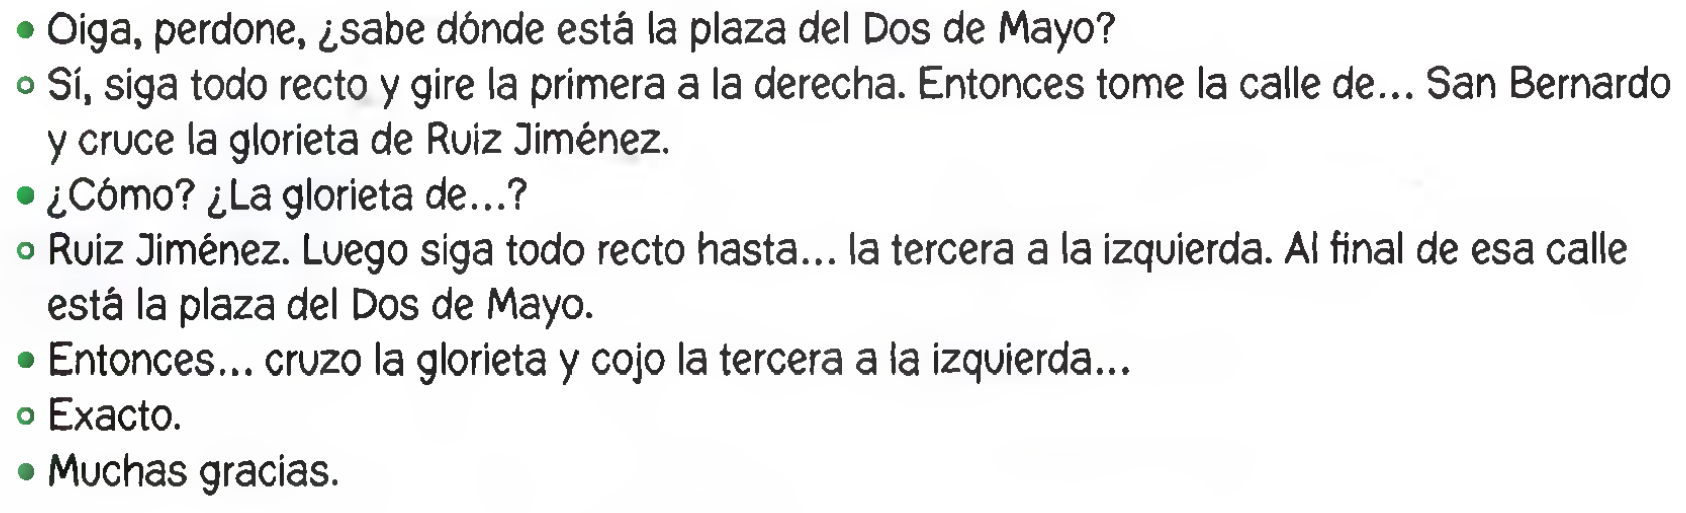 • Oiga, perdone, ¿sabe dónde está la plaza del Dos de Mayo?
○ Sí, siga todo recto y gire la primera a la derecha. Entonces tome la calle de... San Bernardo
y cruce la glorieta de Ruiz Jiménez.
• ¿Cómo? ¿La glorieta de...?
○ Ruiz Jiménez. Luego siga todo recto hasta... la tercera a la izquierda. Al final de esa calle
está la plaza del Dos de Mayo.
• Entonces... cruzo la glorieta y cojo la tercera a la izquierda...
○ Exacto.
• Muchas gracias.